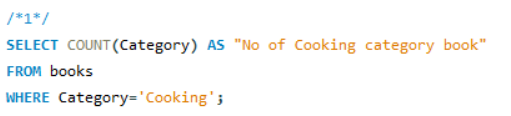 /*1*/
SELECT COUNT(Category) AS "No of Cooking category book"
FROM books
WHERE Category='Cooking';